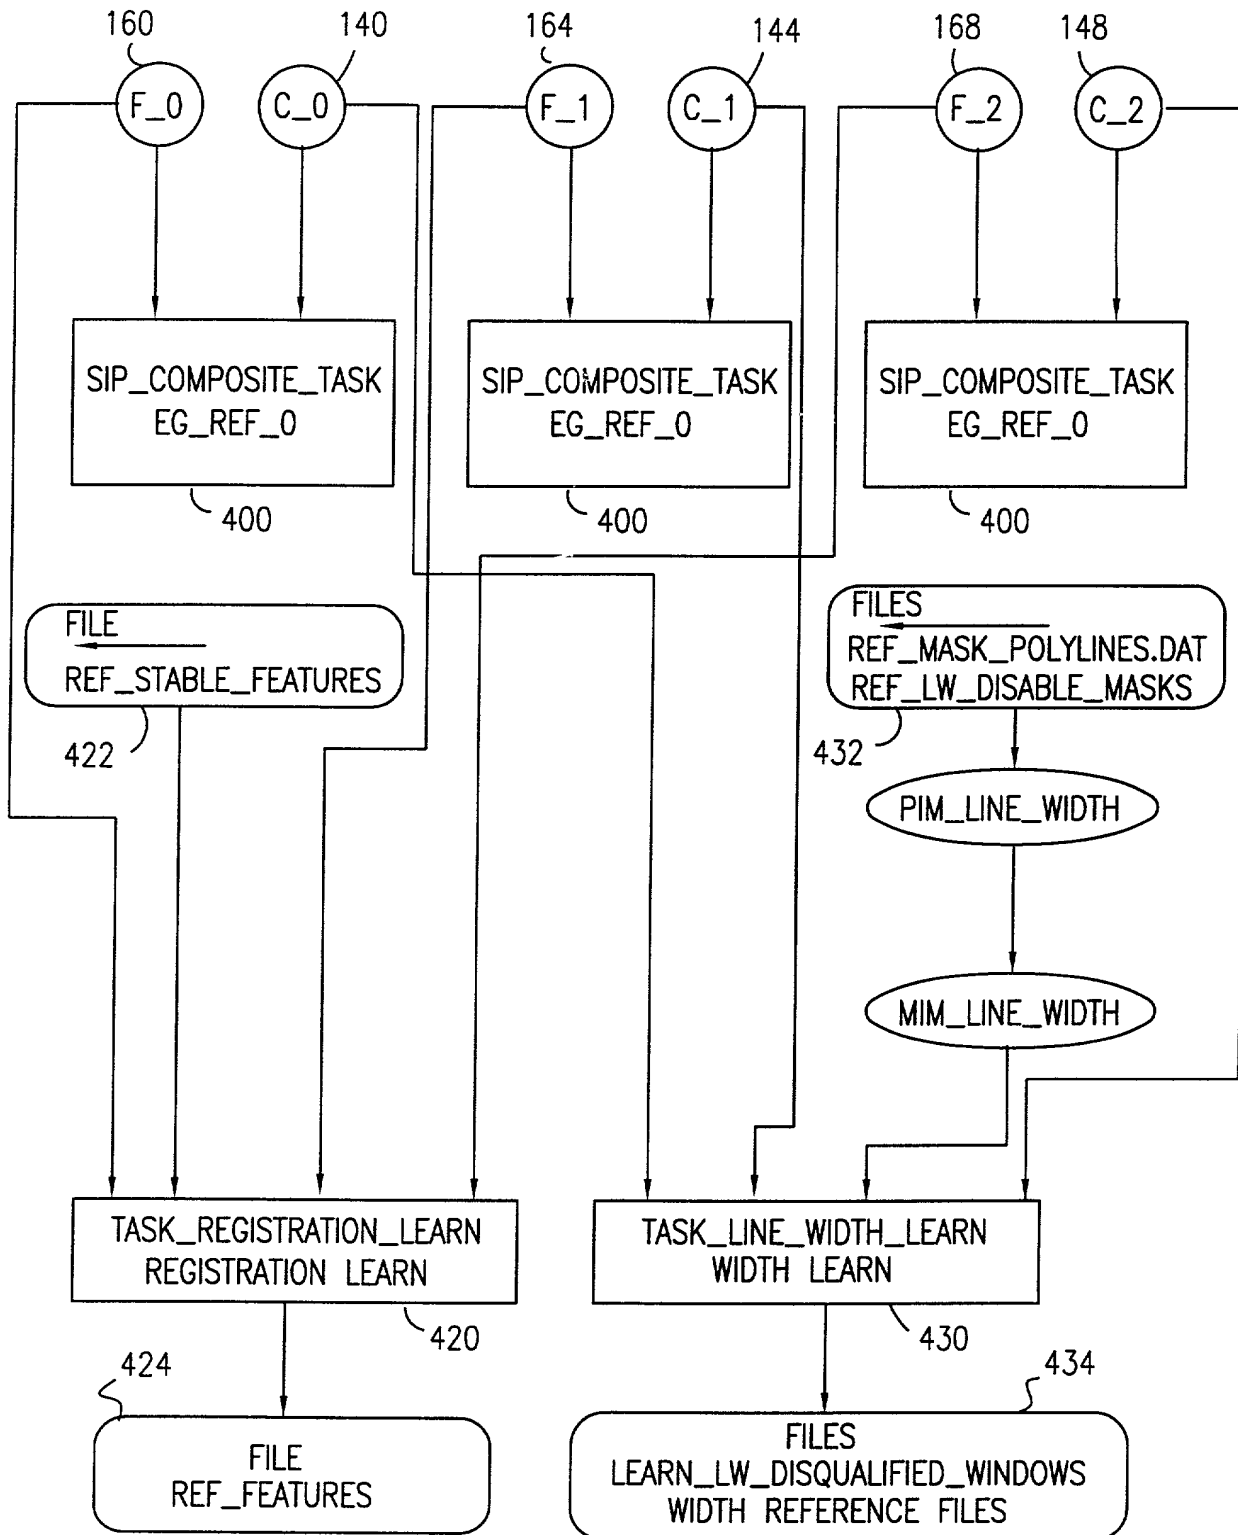 160
140
164
144
168
148
F_0
C_0
F_1
C_1
F_2
C_2
SIP_COMPOSITE_TASK
EG_REF_0
400
SIP_COMPOSITE_TASK
EG_REF_0
400
SIP_COMPOSITE_TASK
EG_REF_0
400
FILE
REF_STABLE_FEATURES
422
FILES
REF_MASK_POLYLINES.DAT
REF_LW_DISABLE_MASKS
432
PIM_LINE_WIDTH
MIM_LINE_WIDTH
TASK_REGISTRATION_LEARN
REGISTRATION LEARN
420
TASK_LINE_WIDTH_LEARN
WIDTH LEARN
430
424
FILE
REF_FEATURES
434
FILES
LEARN_LW_DISQUALIFIED_WINDOWS
WIDTH REFERENCE FILES